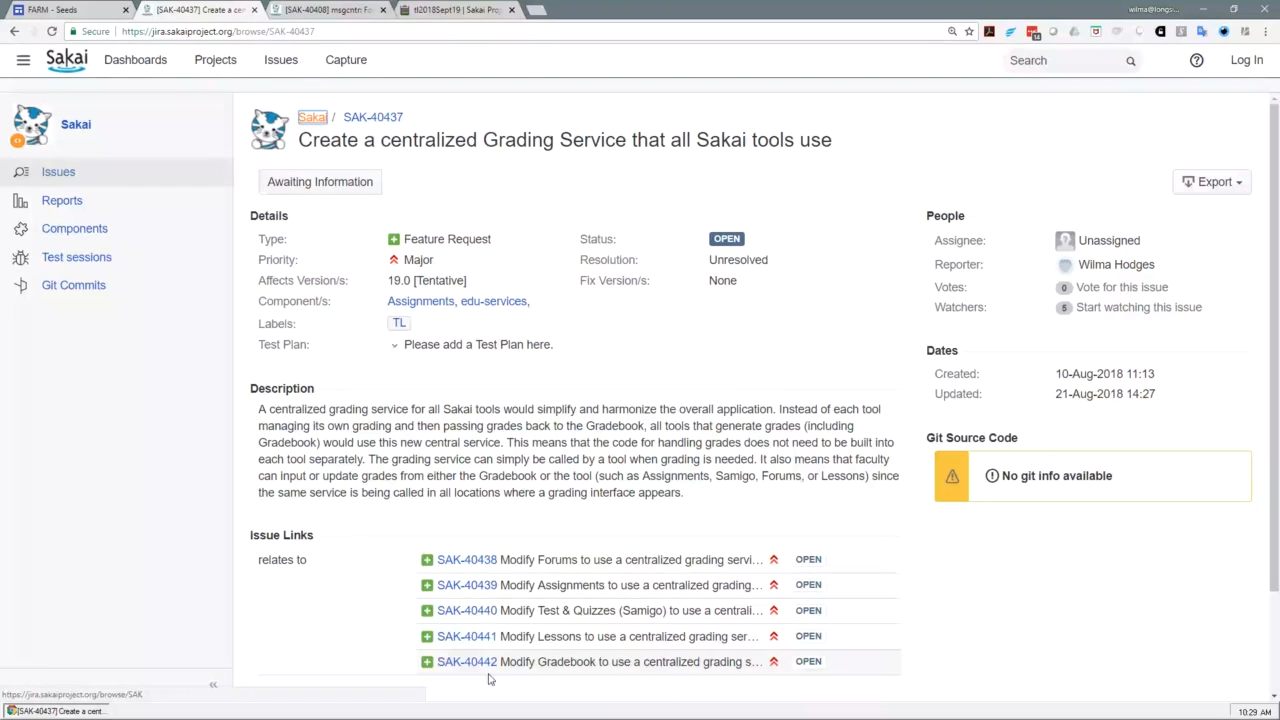 FARM - Seeds
[SAK-40437] Create a cer
[SAK-40408] msgcntr: Fo
tl2018Sept19 | Sakai Pro
wilma@longsi...
Secure | https://jira.sakaiproject.org/browse/SAK-40437
Sakai
Dashboards
Projects
Issues
Capture
Search
Log In
Sakai
Issues
Reports
Components
Test sessions
Git Commits
Sakai / SAK-40437
Create a centralized Grading Service that all Sakai tools use
Awaiting Information
Export
Details
Type: Feature Request
Status: OPEN
Priority: Major
Resolution: Unresolved
Affects Version/s: 19.0 [Tentative]
Fix Version/s: None
Component/s: Assignments, edu-services,
Labels: TL
Test Plan: Please add a Test Plan here.
Description
A centralized grading service for all Sakai tools would simplify and harmonize the overall application. Instead of each tool
managing its own grading and then passing grades back to the Gradebook, all tools that generate grades (including
Gradebook) would use this new central service. This means that the code for handling grades does not need to be built into
each tool separately. The grading service can simply be called by a tool when grading is needed. It also means that faculty
can input or update grades from either the Gradebook or the tool (such as Assignments, Samigo, Forums, or Lessons) since
the same service is being called in all locations where a grading interface appears.
Issue Links
relates to
SAK-40438 Modify Forums to use a centralized grading servi... OPEN
SAK-40439 Modify Assignments to use a centralized grading... OPEN
SAK-40440 Modify Test & Quizzes (Samigo) to use a centrali... OPEN
SAK-40441 Modify Lessons to use a centralized grading ser... OPEN
SAK-40442 Modify Gradebook to use a centralized grading s... OPEN
People
Assignee: Unassigned
Reporter: Wilma Hodges
Votes: 0 Vote for this issue
Watchers: 5 Start watching this issue
Dates
Created: 10-Aug-2018 11:13
Updated: 21-Aug-2018 14:27
Git Source Code
No git info available
https://jira.sakaiproject.org/browse/SAK
[SAK-40437] Create a cent...
10:29 AM